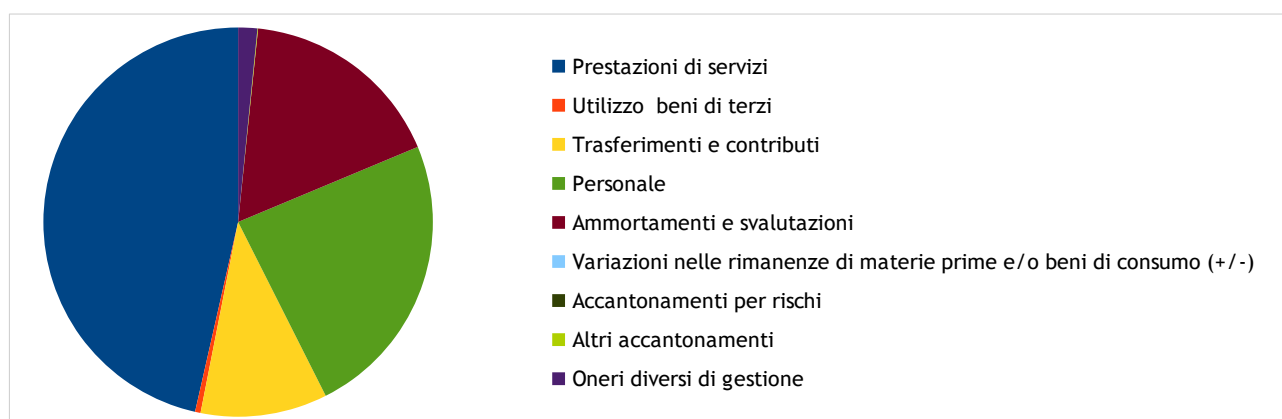 Prestazioni di servizi
Utilizzo  beni di terzi
Trasferimenti e contributi
Personale
Ammortamenti e svalutazioni
Variazioni nelle rimanenze di materie prime e/o beni di consumo (+/-)
Accantonamenti per rischi
Altri accantonamenti
Oneri diversi di gestione